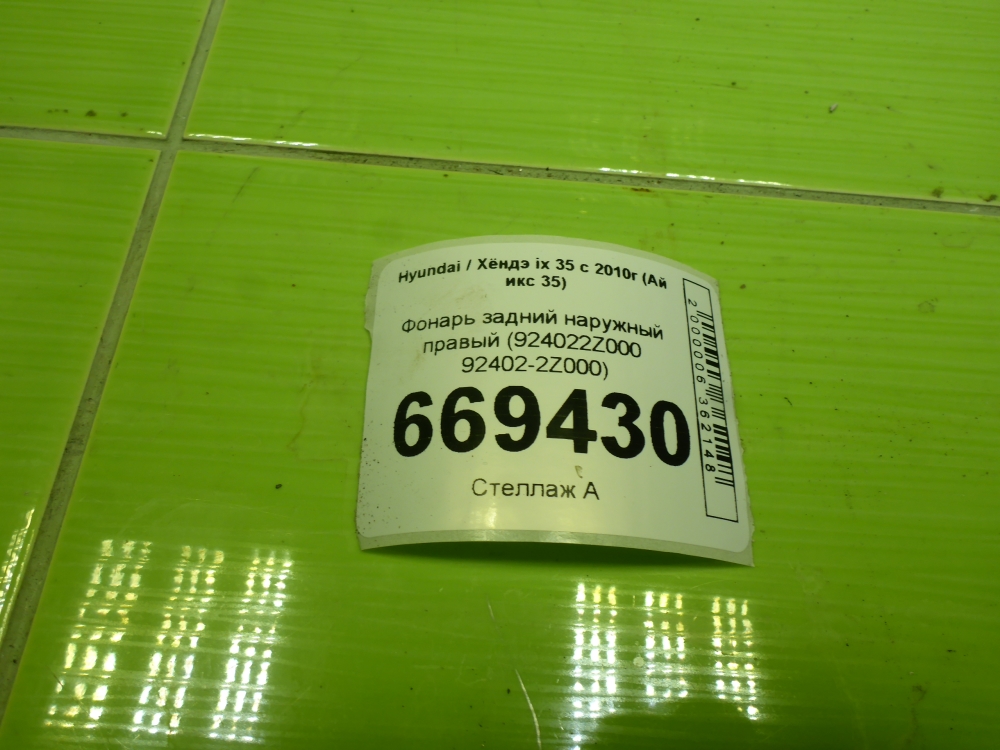 Hyundai / Хёндэ ix 35 с 2010г (Ай
икс 35)
Фонарь задний наружный
правый (924022Z000
92402-2Z000)
669430
Стеллаж А
2000006362148